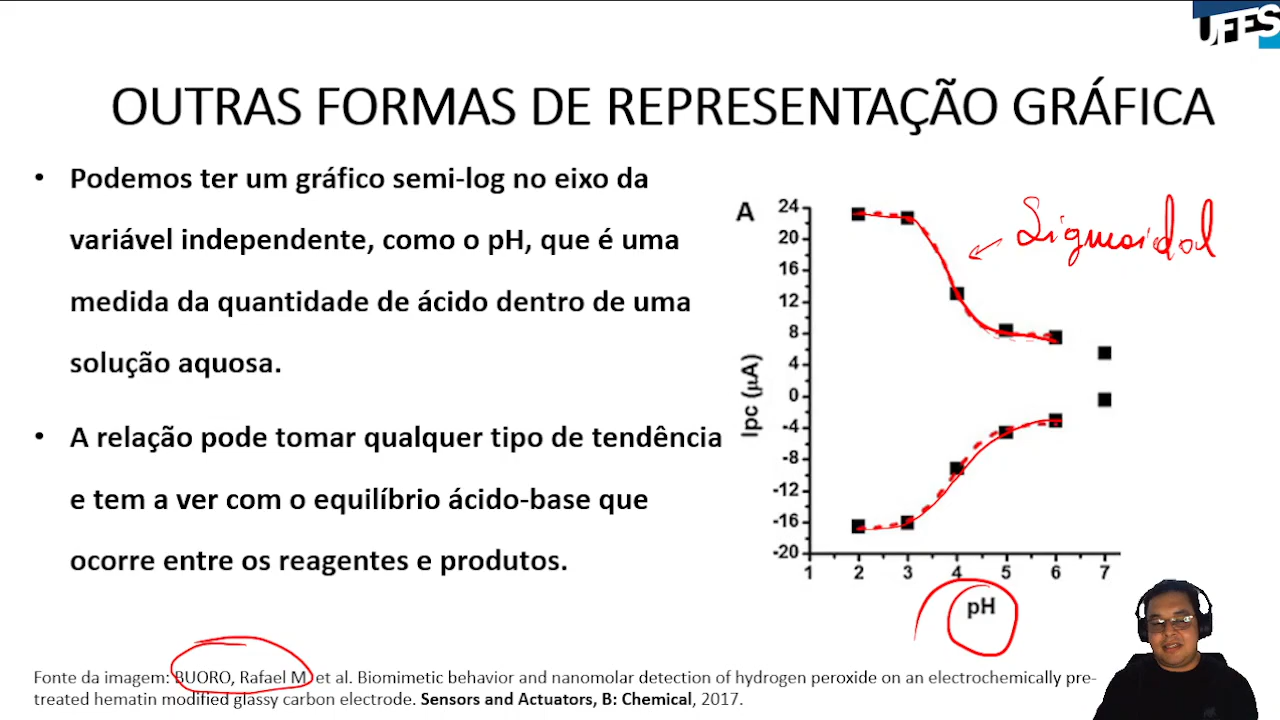 UFES
OUTRAS FORMAS DE REPRESENTAÇÃO GRÁFICA
• Podemos ter um gráfico semi-log no eixo da
variável independente, como o pH, que é uma
medida da quantidade de ácido dentro de uma
solução aquosa.
• A relação pode tomar qualquer tipo de tendência
e tem a ver com o equilíbrio ácido-base que
ocorre entre os reagentes e produtos.
A
Sigmoidal
Ipc (μA)
24
20
16
12
8
4
0
-4
-8
-12
-16
-20
1 2 3 4 5 6 7
pH
Fonte da imagem: BUORO, Rafael M. et al. Biomimetic behavior and nanomolar detection of hydrogen peroxide on an electrochemically pre-
treated hematin modified glassy carbon electrode. Sensors and Actuators, B: Chemical, 2017.